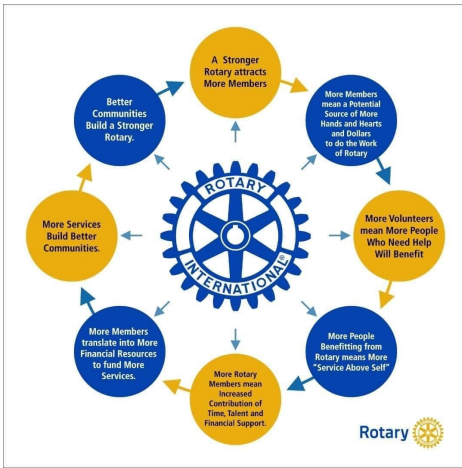 A Stronger
Rotary attracts
More Members
More Members
mean a Potential
Source of More
Hands and Hearts
and Dollars
to do the Work
of Rotary
More Volunteers
mean More People
Who Need Help
Will Benefit
More People
Benefitting from
Rotary means More
"Service Above Self"
More Rotary
Members mean
Increased
Contribution of
Time, Talent and
Financial Support.
More Members
translate into More
Financial Resources
to fund More
Services.
More Services
Build Better
Communities.
Better
Communities
Build a Stronger
Rotary.
ROTARY
INTERNATIONAL®
Rotary